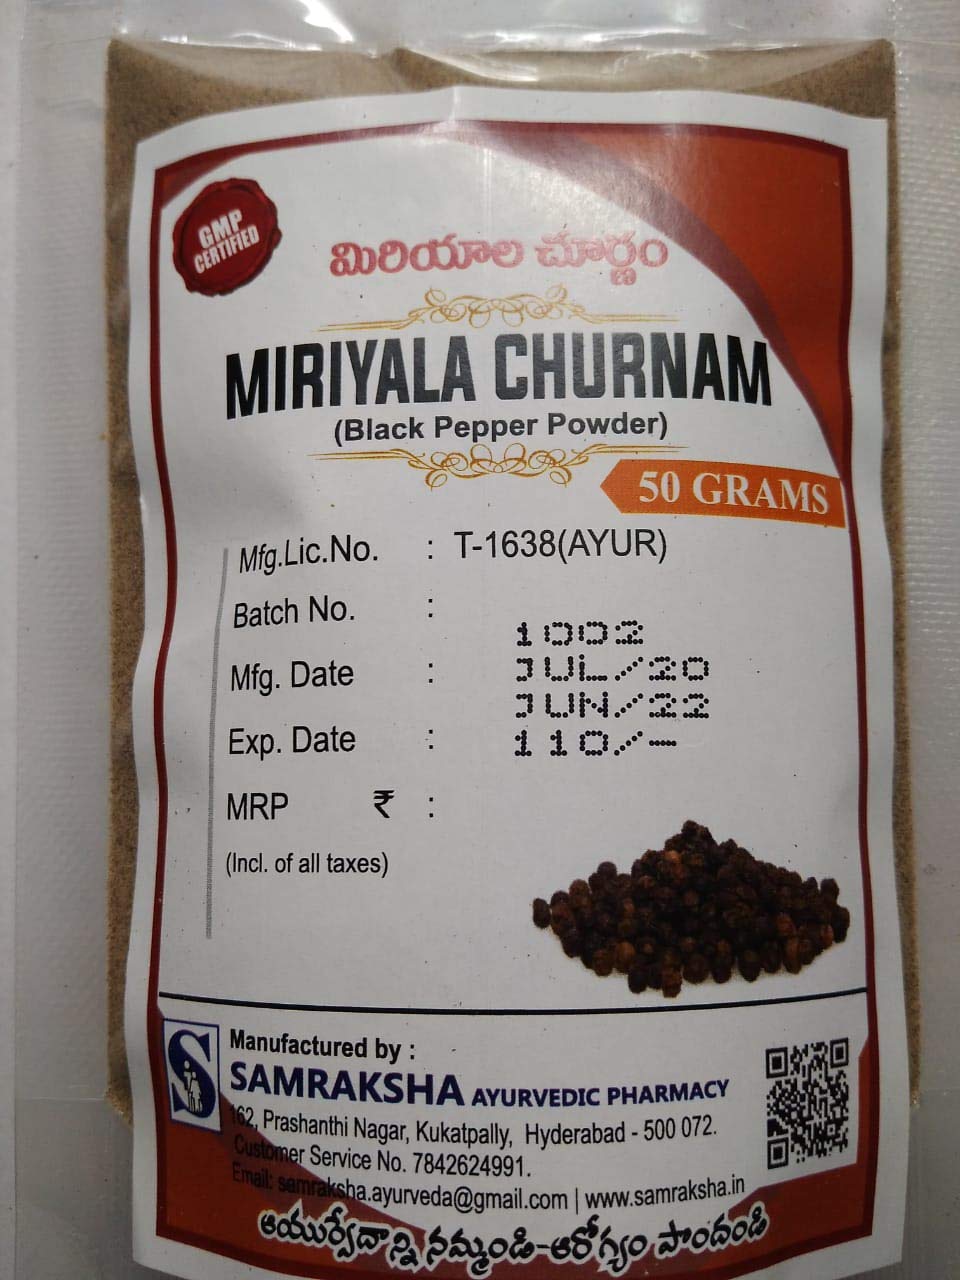 GMP
CERTIFIED
మిరియాల చూర్ణం
MIRIYALA CHURNAM
(Black Pepper Powder)
50 GRAMS
Mfg.Lic.No. : T-1638(AYUR)
Batch No. :
1002
Mfg. Date :
JUL/20
JUN/22
Exp. Date :
110/-
MRP ₹ :
(Incl. of all taxes)
Manufactured by :
S
SAMRAKSHA AYURVEDIC PHARMACY
162, Prashanthi Nagar, Kukatpally, Hyderabad - 500 072.
Customer Service No. 7842624991.
Email: samraksha.ayurveda@gmail.com | www.samraksha.in
ఆయుర్వేదాన్ని నమ్మండి-ఆరోగ్యం పొందండి